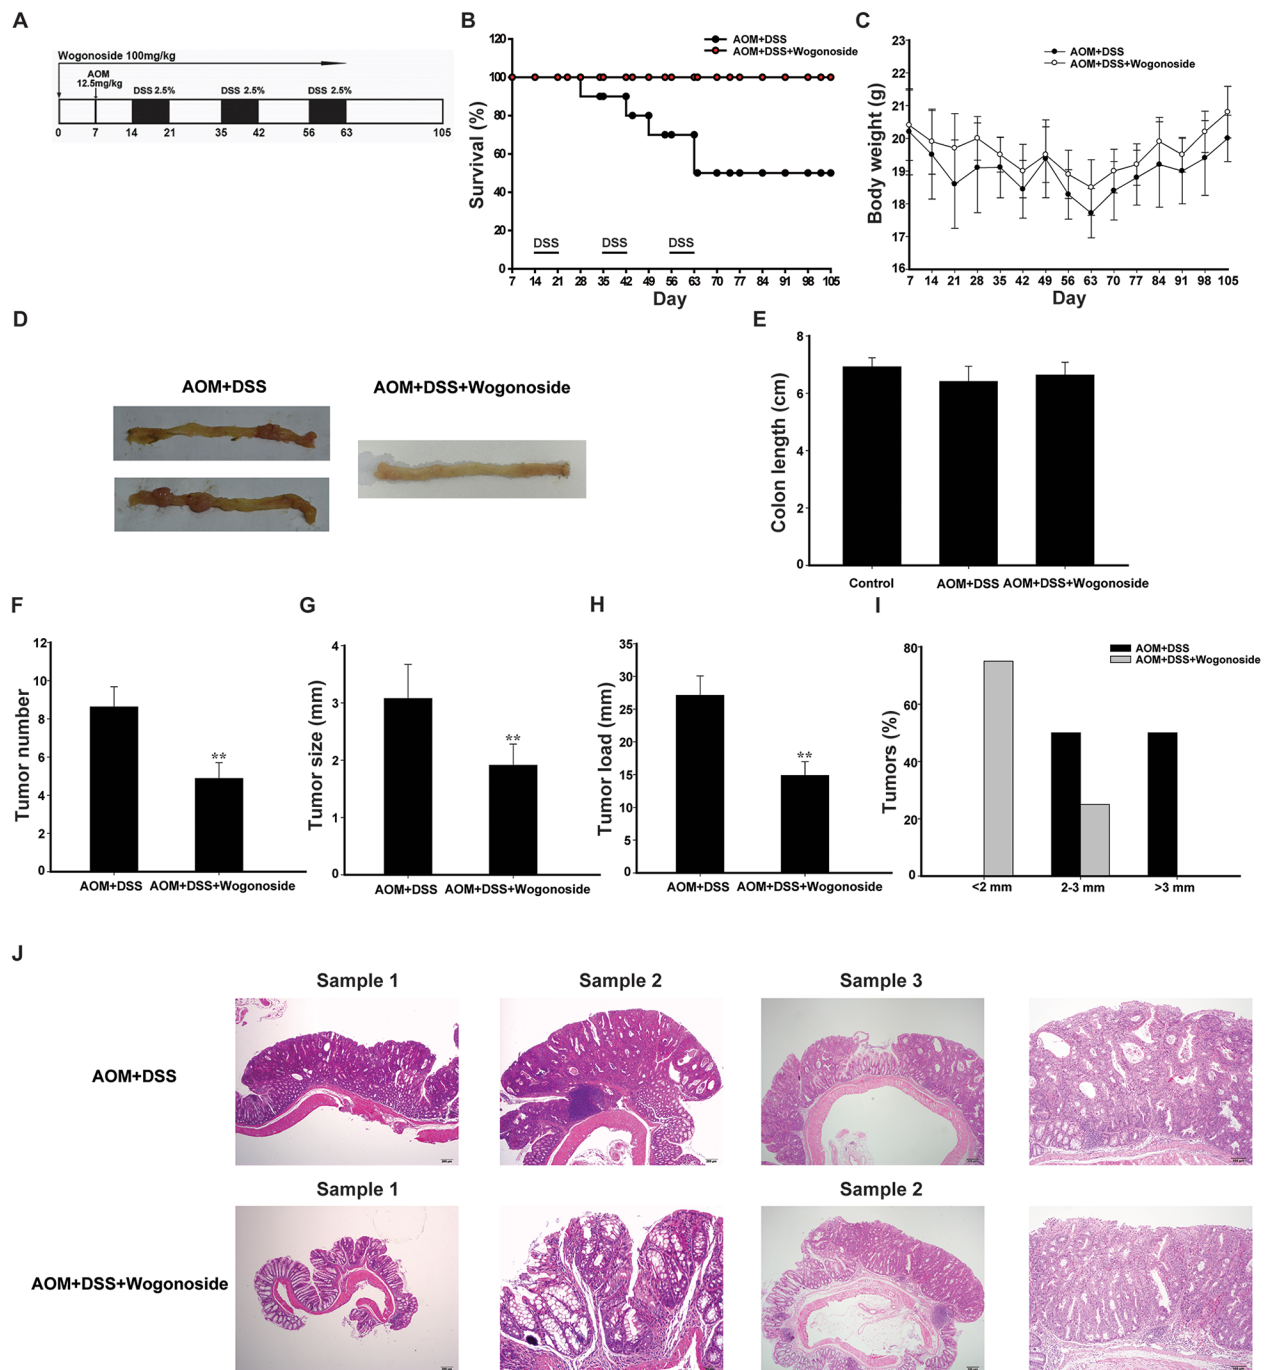 A
Wogonoside 100mg/kg
AOM
12.5mg/kg
DSS 2.5%
DSS 2.5%
DSS 2.5%
0 7 14 21 35 42 56 63 105
B
AOM+DSS
AOM+DSS+Wogonoside
Survival (%)
120
100
80
60
40
20
0
DSS DSS DSS
7 14 21 28 35 42 49 56 63 70 77 84 91 98 105
Day
C
AOM+DSS
AOM+DSS+Wogonoside
Body weight (g)
23
22
21
20
19
18
17
16
7 14 21 28 35 42 49 56 63 70 77 84 91 98 105
Day
D
AOM+DSS
AOM+DSS+Wogonoside
E
Colon length (cm)
8
6
4
2
0
Control AOM+DSS AOM+DSS+Wogonoside
F
Tumor number
12
10
8
6
4
2
0
**
AOM+DSS AOM+DSS+Wogonoside
G
Tumor size (mm)
4
3
2
1
0
**
AOM+DSS AOM+DSS+Wogonoside
H
Tumor load (mm)
35
30
25
20
15
10
5
0
**
AOM+DSS AOM+DSS+Wogonoside
I
AOM+DSS
AOM+DSS+Wogonoside
Tumors (%)
80
60
40
20
0
<2 mm 2-3 mm >3 mm
J
Sample 1 Sample 2 Sample 3
AOM+DSS
Sample 1 Sample 2
AOM+DSS+Wogonoside